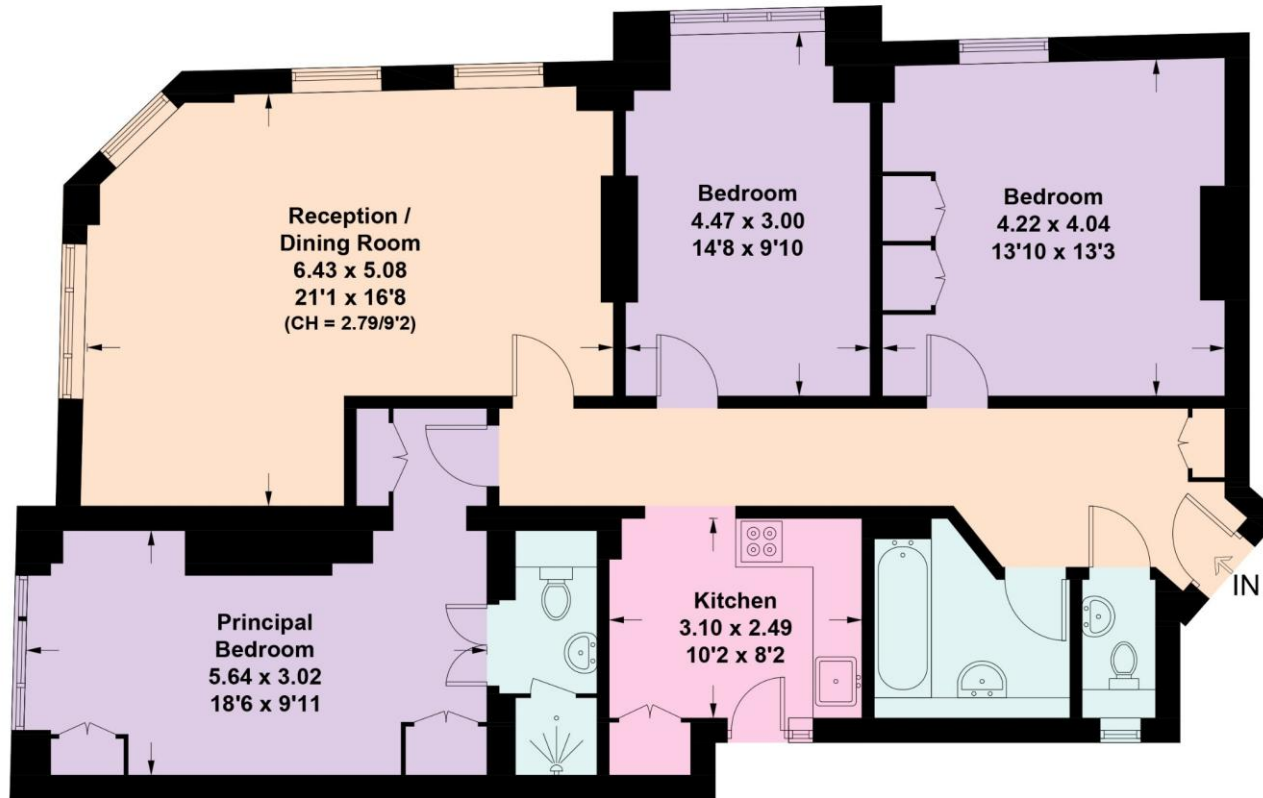 Reception /
Dining Room
6.43 x 5.08
21'1 x 16'8
(CH = 2.79/9'2)
Bedroom
4.47 x 3.00
14'8 x 9'10
Bedroom
4.22 x 4.04
13'10 x 13'3
Principal
Bedroom
5.64 x 3.02
18'6 x 9'11
Kitchen
3.10 x 2.49
10'2 x 8'2
IN